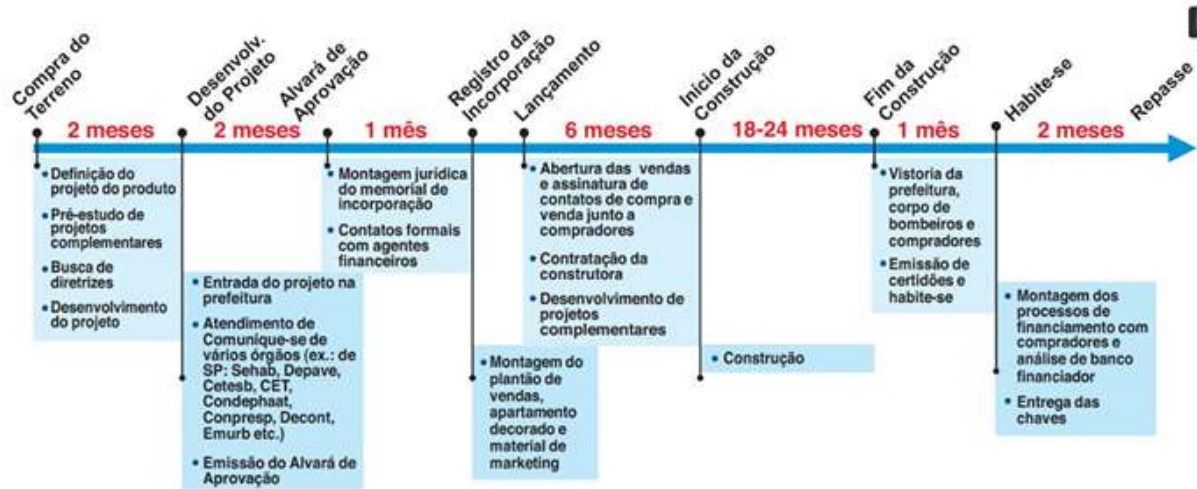 Compra do
Terreno
Desenvolv.
do Projeto
Alvará de
Aprovação
Registro da
Incorporação
Lançamento
Início da
Construção
Fim da
Construção
Habite-se
Repasse
2 meses
2 meses
1 mês
6 meses
18-24 meses
1 mês
2 meses
• Definição do
projeto do produto
• Pré-estudo de
projetos
complementares
• Busca de
diretrizes
• Desenvolvimento
do projeto
• Entrada do projeto na
prefeitura
• Atendimento de
Comunique-se de
vários órgãos (ex.: de
SP: Sehab, Depave,
Cetesb, CET,
Condephaat,
Conpresp, Decont,
Emurb etc.)
• Emissão do Alvará de
Aprovação
• Montagem jurídica
do memorial de
incorporação
• Contatos formais
com agentes
financeiros
• Montagem do
plantão de
vendas,
apartamento
decorado e
material de
marketing
• Abertura das vendas
e assinatura de
contatos de compra e
venda junto a
compradores
• Contratação da
construtora
• Desenvolvimento de
projetos
complementares
• Construção
• Vistoria da
prefeitura,
corpo de
bombeiros e
compradores
• Emissão de
certidões e
habite-se
• Montagem dos
processos de
financiamento com
compradores e
análise de banco
financiador
• Entrega das
chaves